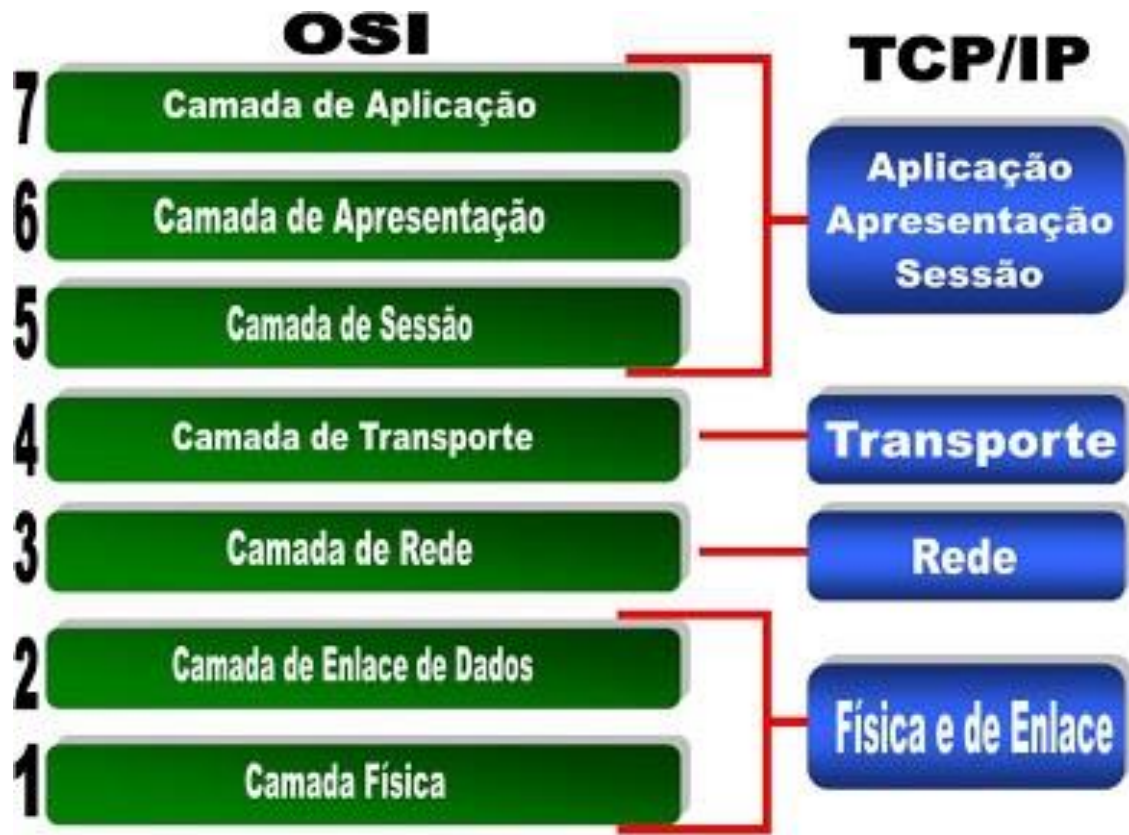 OSI
7
Camada de Aplicação
6
Camada de Apresentação
5
Camada de Sessão
4
Camada de Transporte
3
Camada de Rede
2
Camada de Enlace de Dados
1
Camada Física
TCP/IP
Aplicação
Apresentação
Sessão
Transporte
Rede
Física e de Enlace